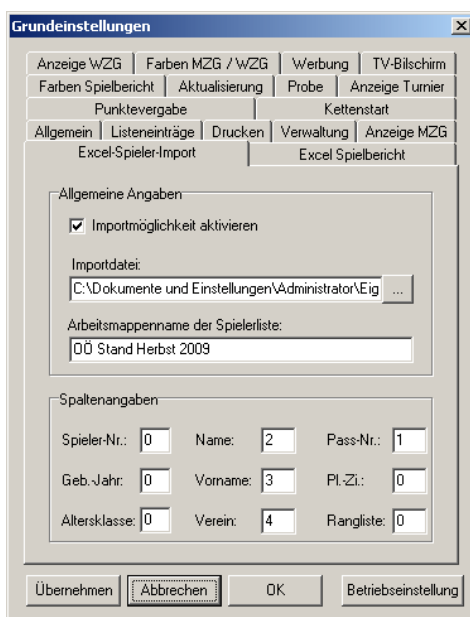 Grundeinstellungen
Anzeige WZG Farben MZG / WZG Werbung TV-Bilschirm
Farben Spielbericht Aktualisierung Probe Anzeige Turnier
Punktevergabe Kettenstart
Allgemein Listeneinträge Drucken Verwaltung Anzeige MZG
Excel-Spieler-Import Excel Spielbericht
Allgemeine Angaben
Importmöglichkeit aktivieren
Importdatei:
C:\Dokumente und Einstellungen\Administrator\Eig ...
Arbeitsmappenname der Spielerliste:
OÖ Stand Herbst 2009
Spaltenangaben
Spieler-Nr.: 0 Name: 2 Pass-Nr.: 1
Geb.-Jahr: 0 Vorname: 3 Pl.-Zi.: 0
Altersklasse: 0 Verein: 4 Rangliste: 0
Übernehmen Abbrechen OK Betriebseinstellung